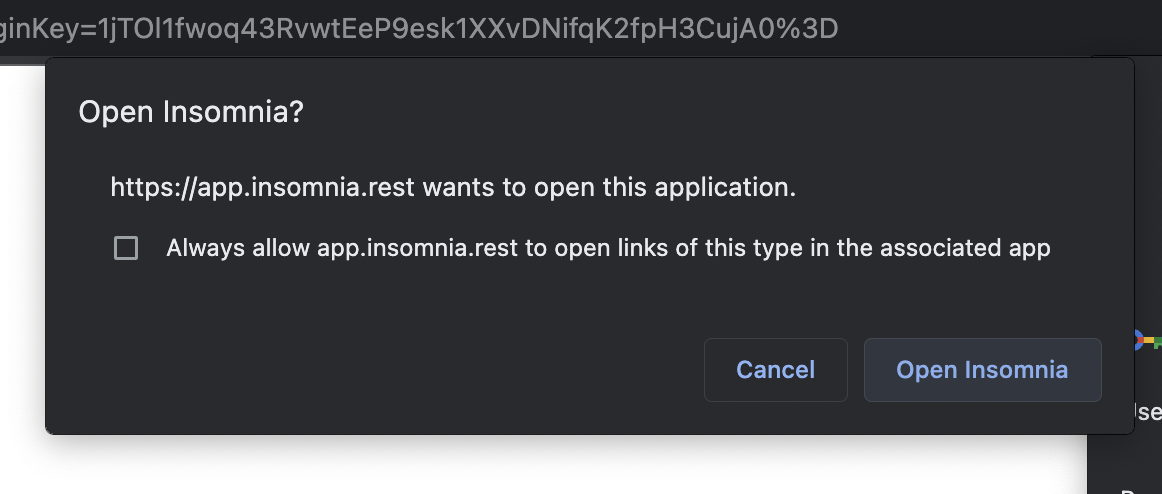 ginKey=1jTOl1fwoq43RvwtEeP9esk1XXvDNifqK2fpH3CujA0%3D
Open Insomnia?
https://app.insomnia.rest wants to open this application.
Always allow app.insomnia.rest to open links of this type in the associated app
Cancel
Open Insomnia